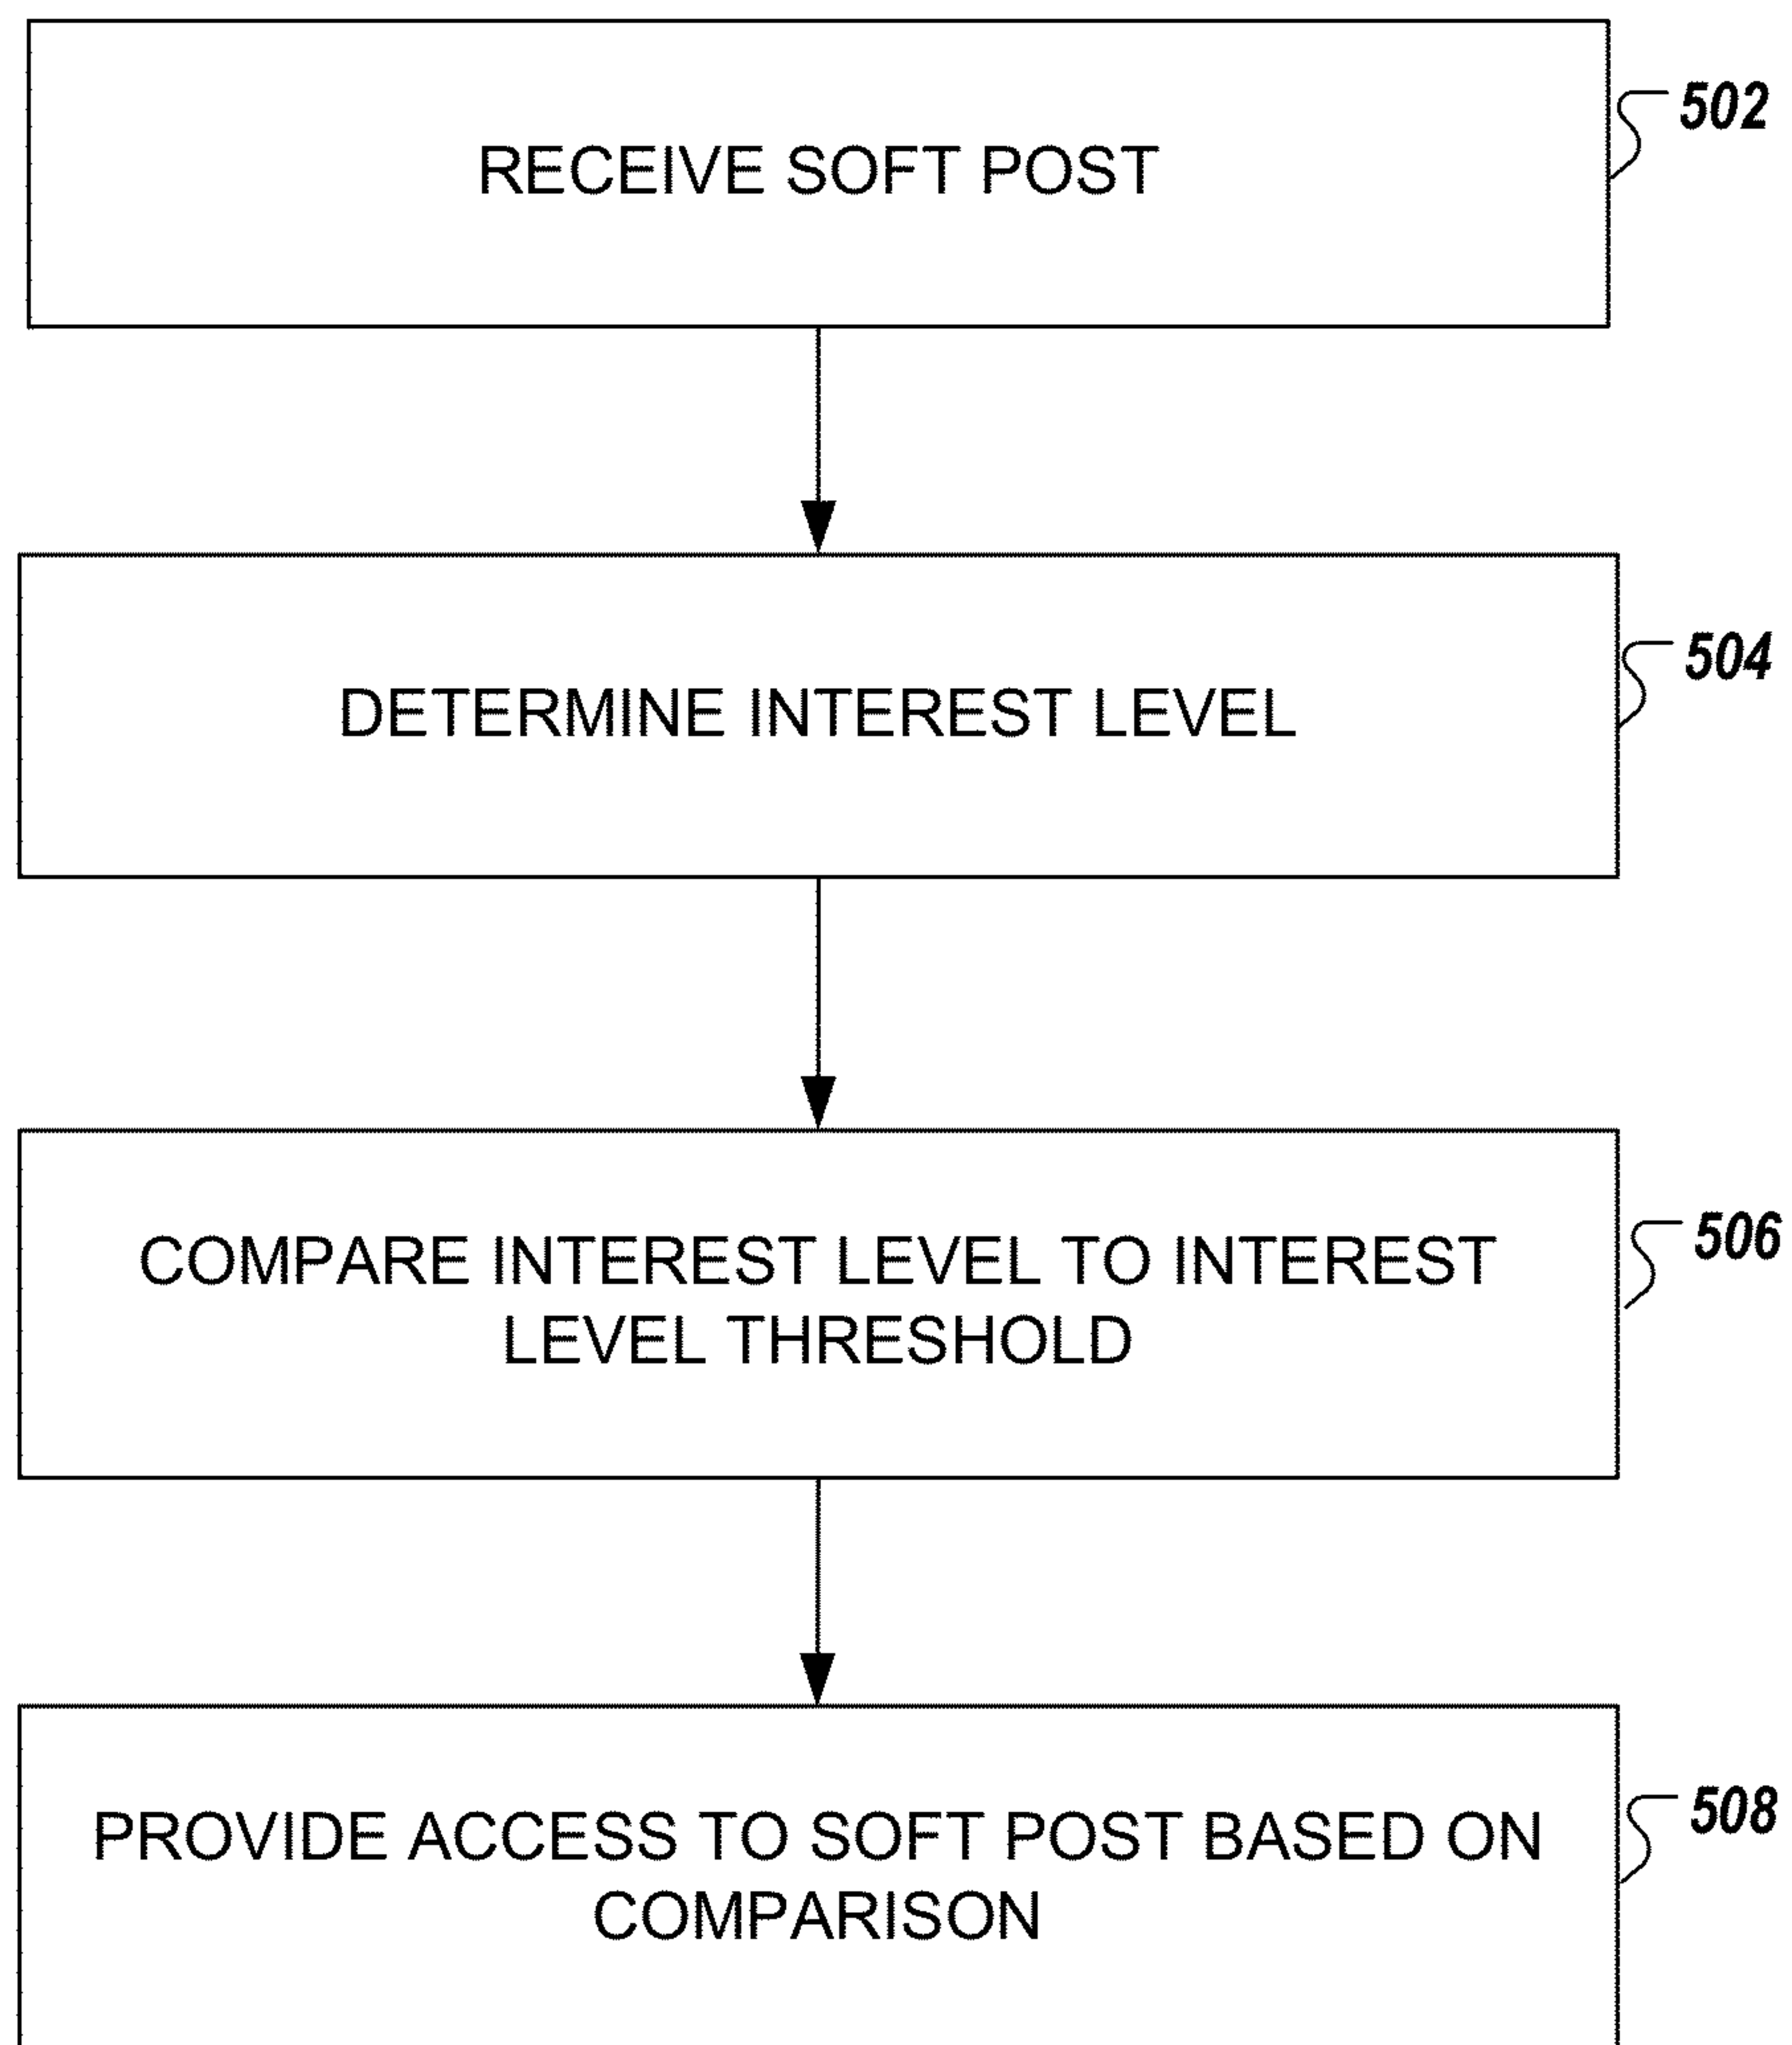 RECEIVE SOFT POST
502
DETERMINE INTEREST LEVEL
504
COMPARE INTEREST LEVEL TO INTEREST
LEVEL THRESHOLD
506
PROVIDE ACCESS TO SOFT POST BASED ON
COMPARISON
508